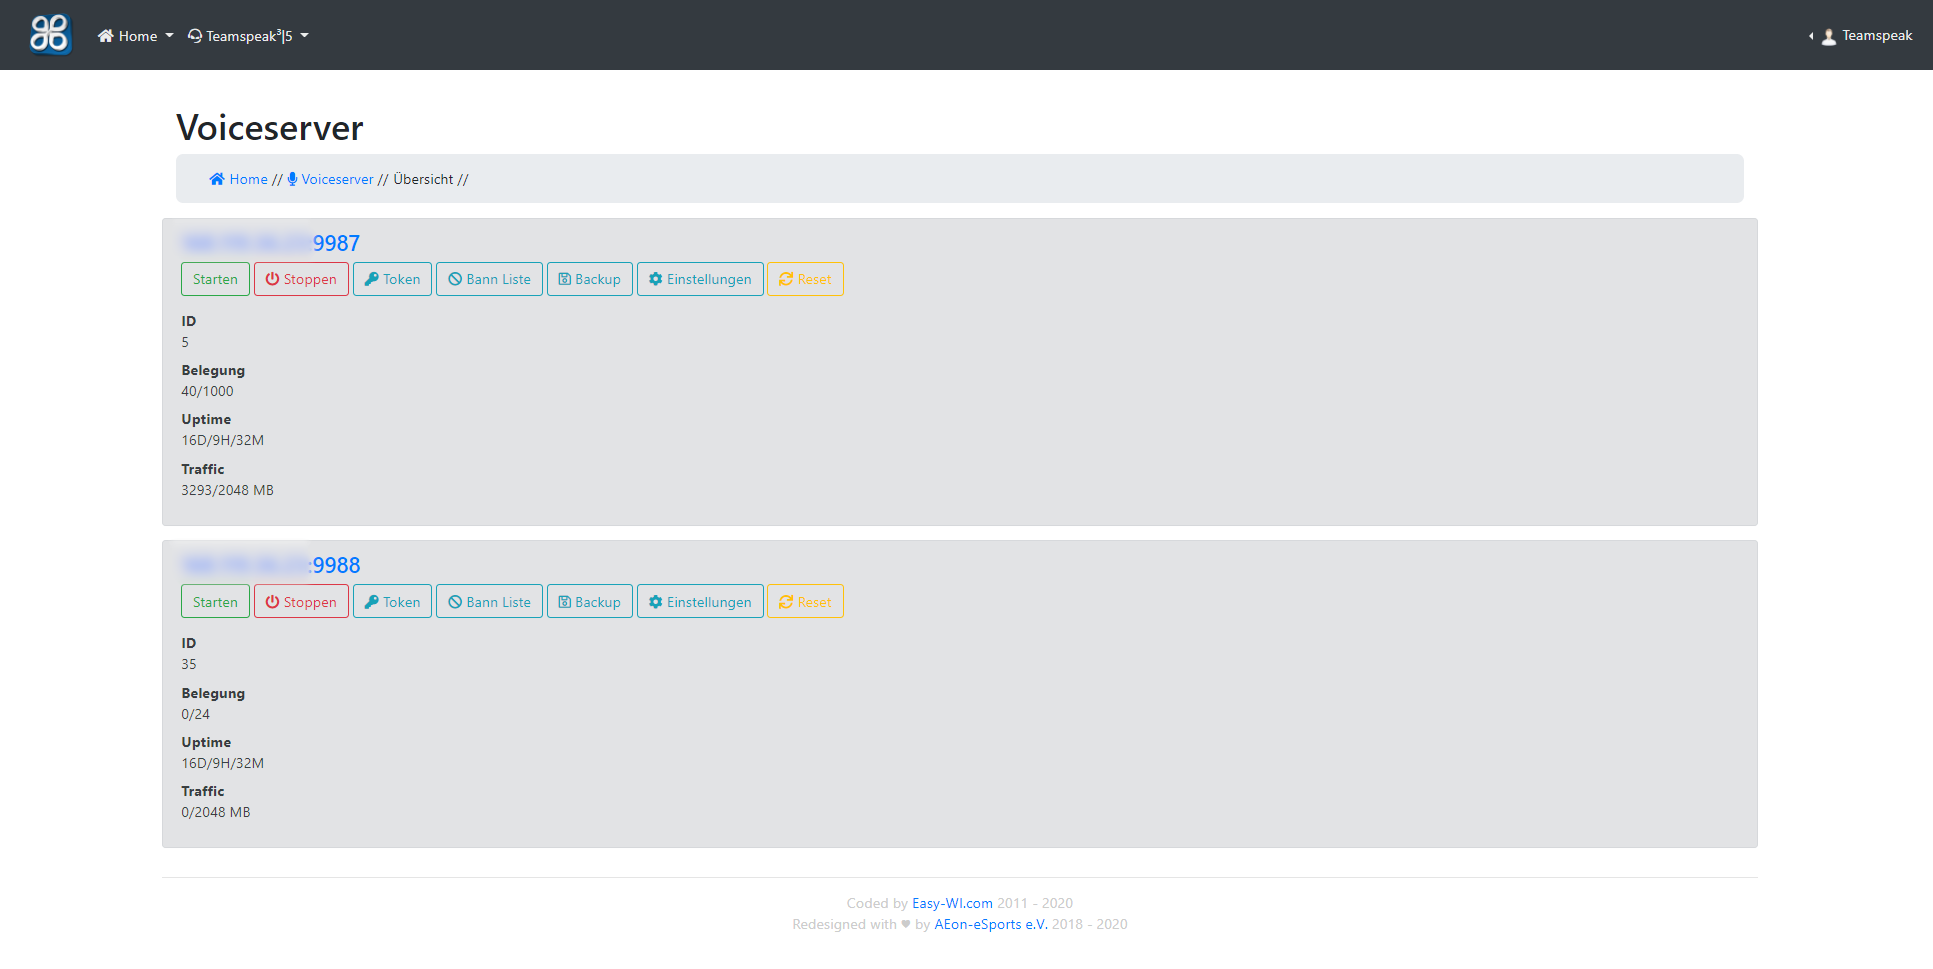 Home Teamspeak³|5 Teamspeak
Voiceserver
Home // Voiceserver // Übersicht //
:9987
Starten Stoppen Token Bann Liste Backup Einstellungen Reset
ID
5
Belegung
40/1000
Uptime
16D/9H/32M
Traffic
3293/2048 MB
:9988
Starten Stoppen Token Bann Liste Backup Einstellungen Reset
ID
35
Belegung
0/24
Uptime
16D/9H/32M
Traffic
0/2048 MB
Coded by Easy-WI.com 2011 - 2020
Redesigned with ♥ by AEon-eSports e.V. 2018 - 2020